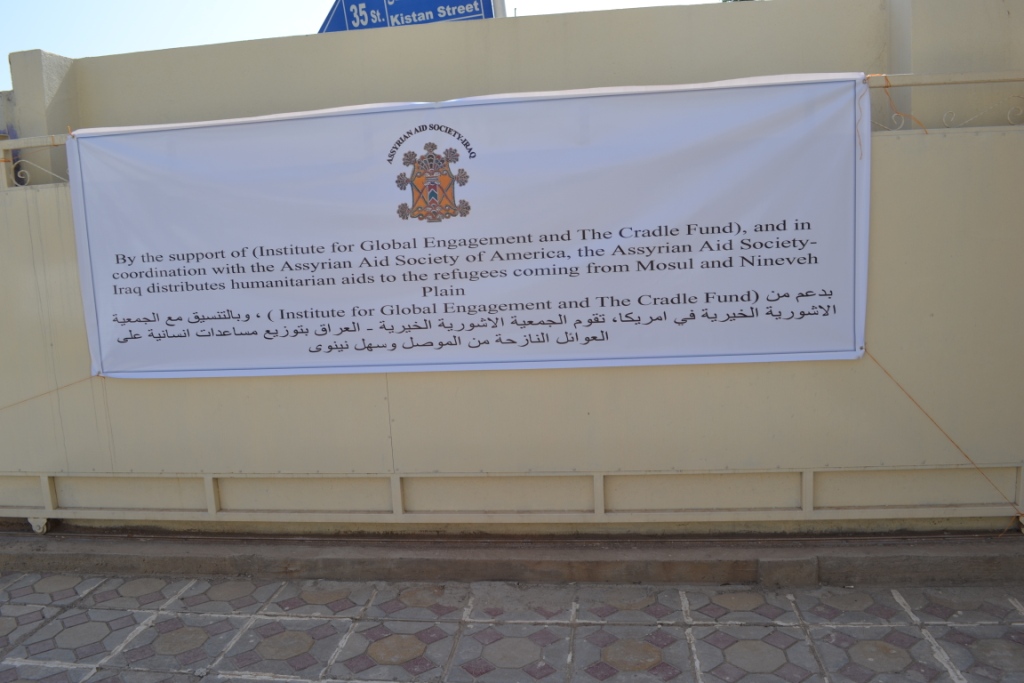 35 St.
Kistan Street
ASSYRIAN AID SOCIETY-IRAQ
By the support of (Institute for Global Engagement and The Cradle Fund), and in
coordination with the Assyrian Aid Society of America, the Assyrian Aid Society-
Iraq distributes humanitarian aids to the refugees coming from Mosul and Nineveh
Plain
بدعم من (Institute for Global Engagement and The Cradle Fund ) ، وبالتنسيق مع الجمعية
الاشورية الخيرية في امريكا، تقوم الجمعية الاشورية الخيرية - العراق بتوزيع مساعدات انسانية على
العوائل النازحة من الموصل وسهل نينوى